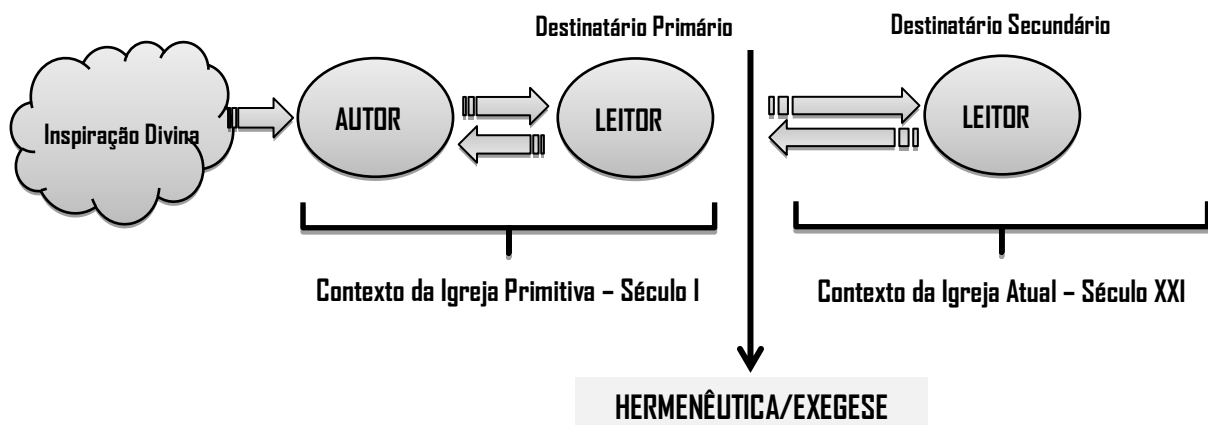 Destinatário Primário
Destinatário Secundário
Inspiração Divina
AUTOR
LEITOR
LEITOR
Contexto da Igreja Primitiva – Século I
Contexto da Igreja Atual – Século XXI
HERMENÊUTICA/EXEGESE